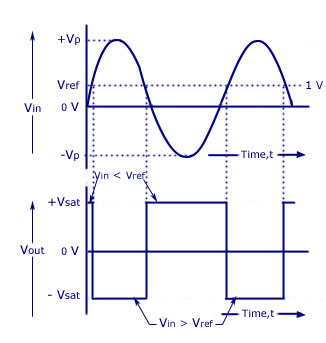 +Vp
Vref
1 V
Vin
0 V
-Vp
Time,t
Vin < Vref
+Vsat
Vout
0 V
- Vsat
Time,t
Vin > Vref